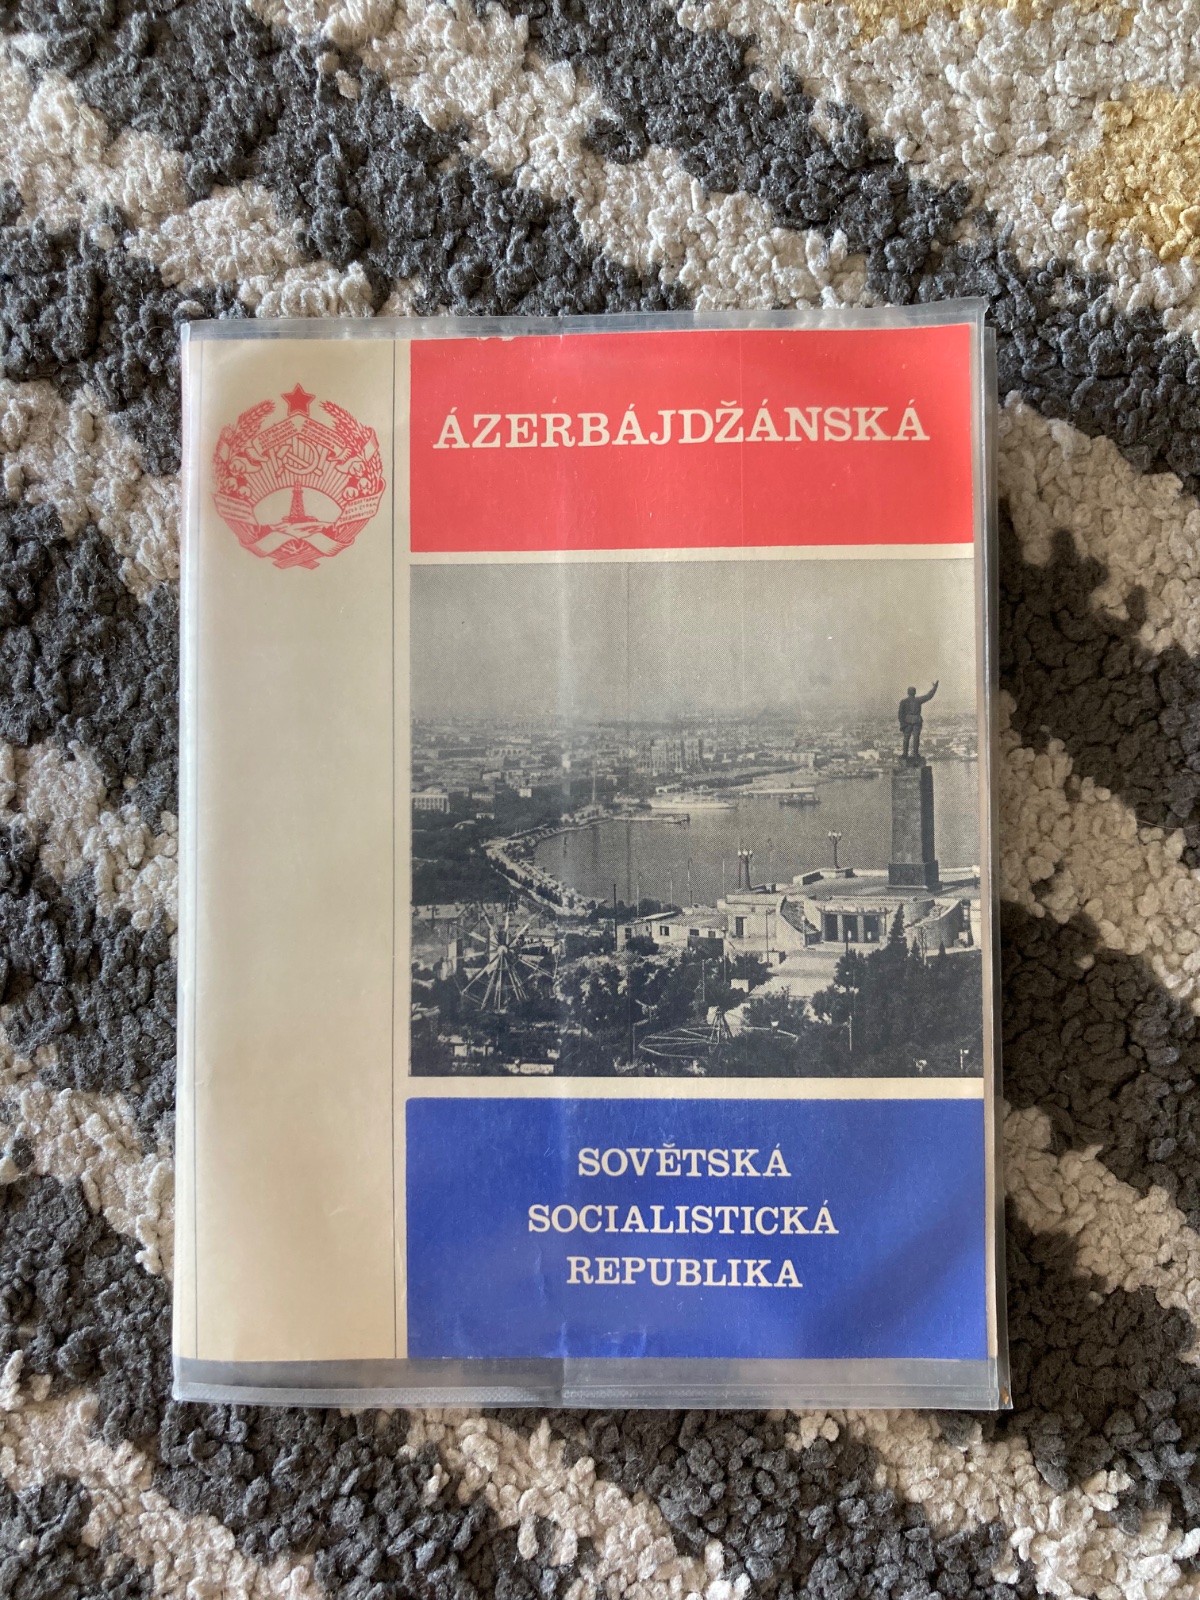 ÁZERBÁJDŽÁNSKÁ
SOVĚTSKÁ
SOCIALISTICKÁ
REPUBLIKA